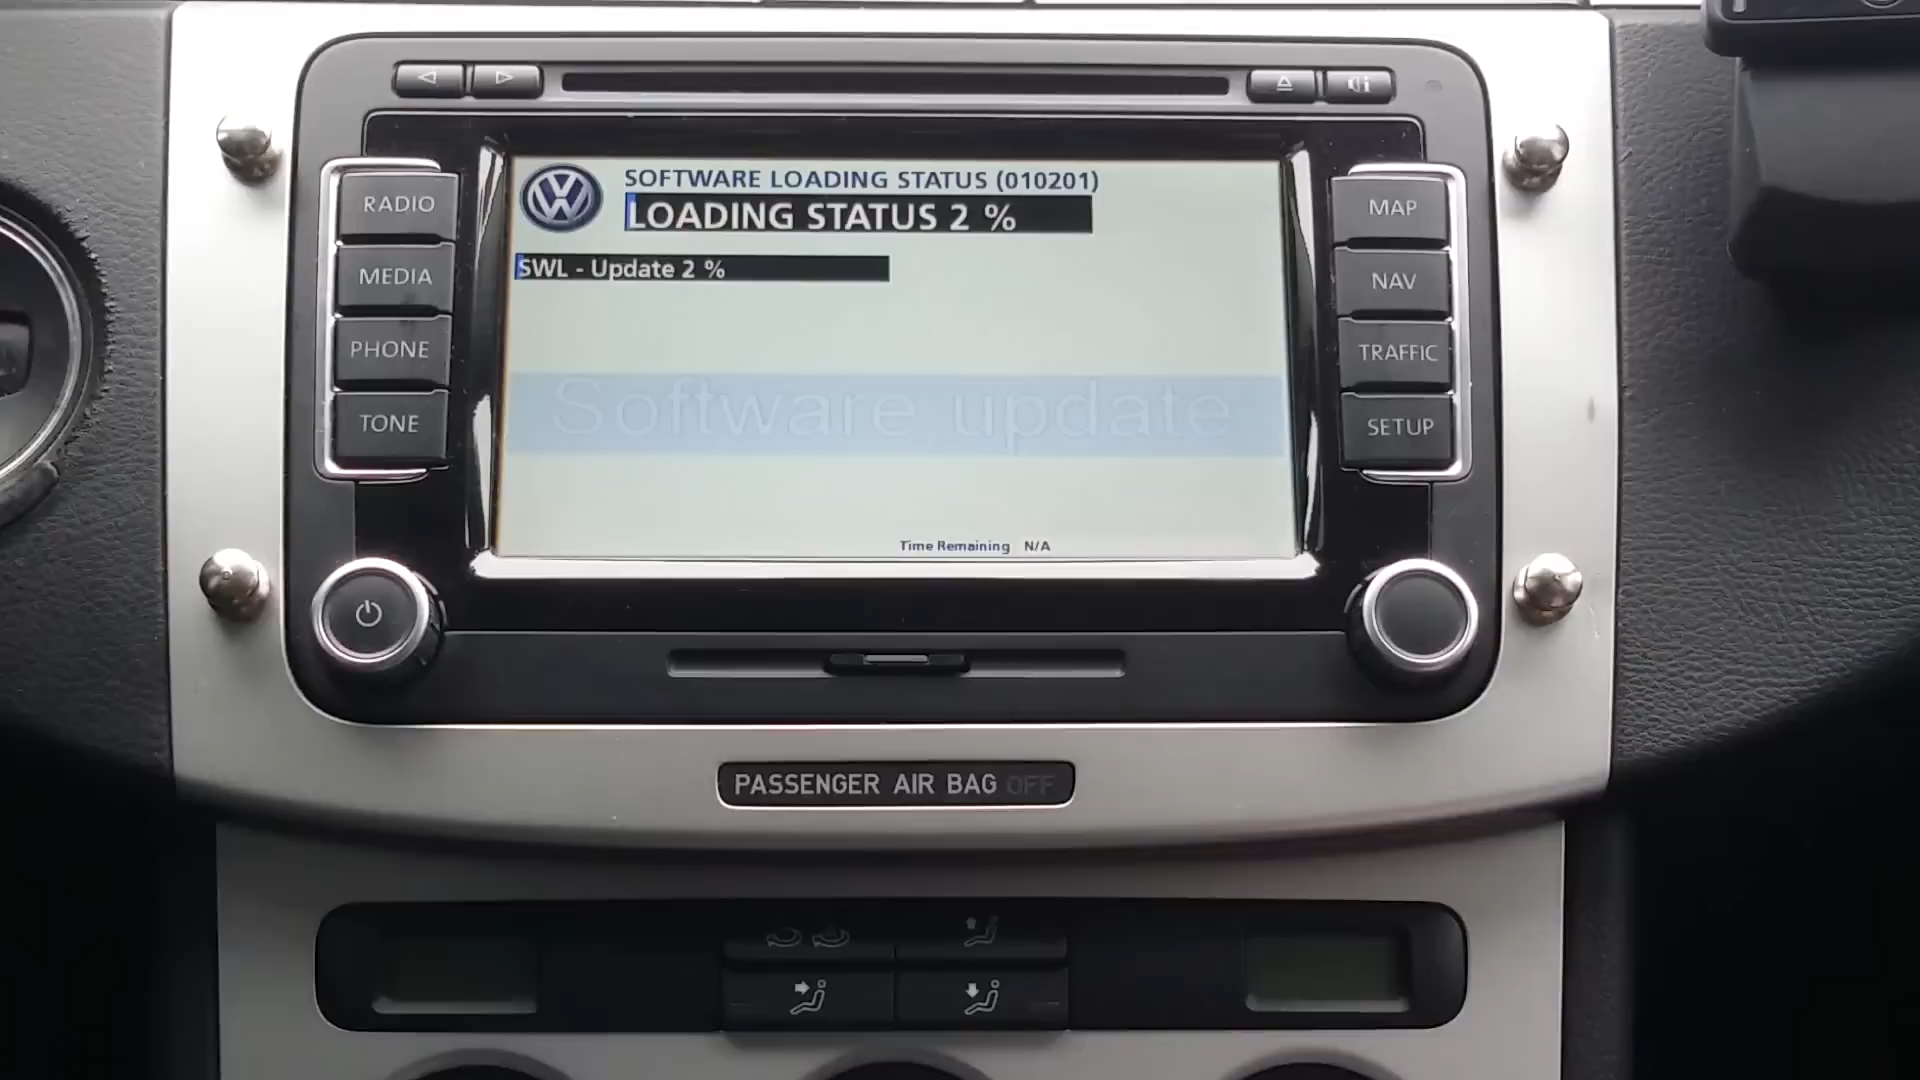 RADIO
MEDIA
PHONE
TONE
SOFTWARE LOADING STATUS (010201)
LOADING STATUS 2 %
SWL - Update 2 %
Software update
Time Remaining N/A
MAP
NAV
TRAFFIC
SETUP
PASSENGER AIR BAG OFF